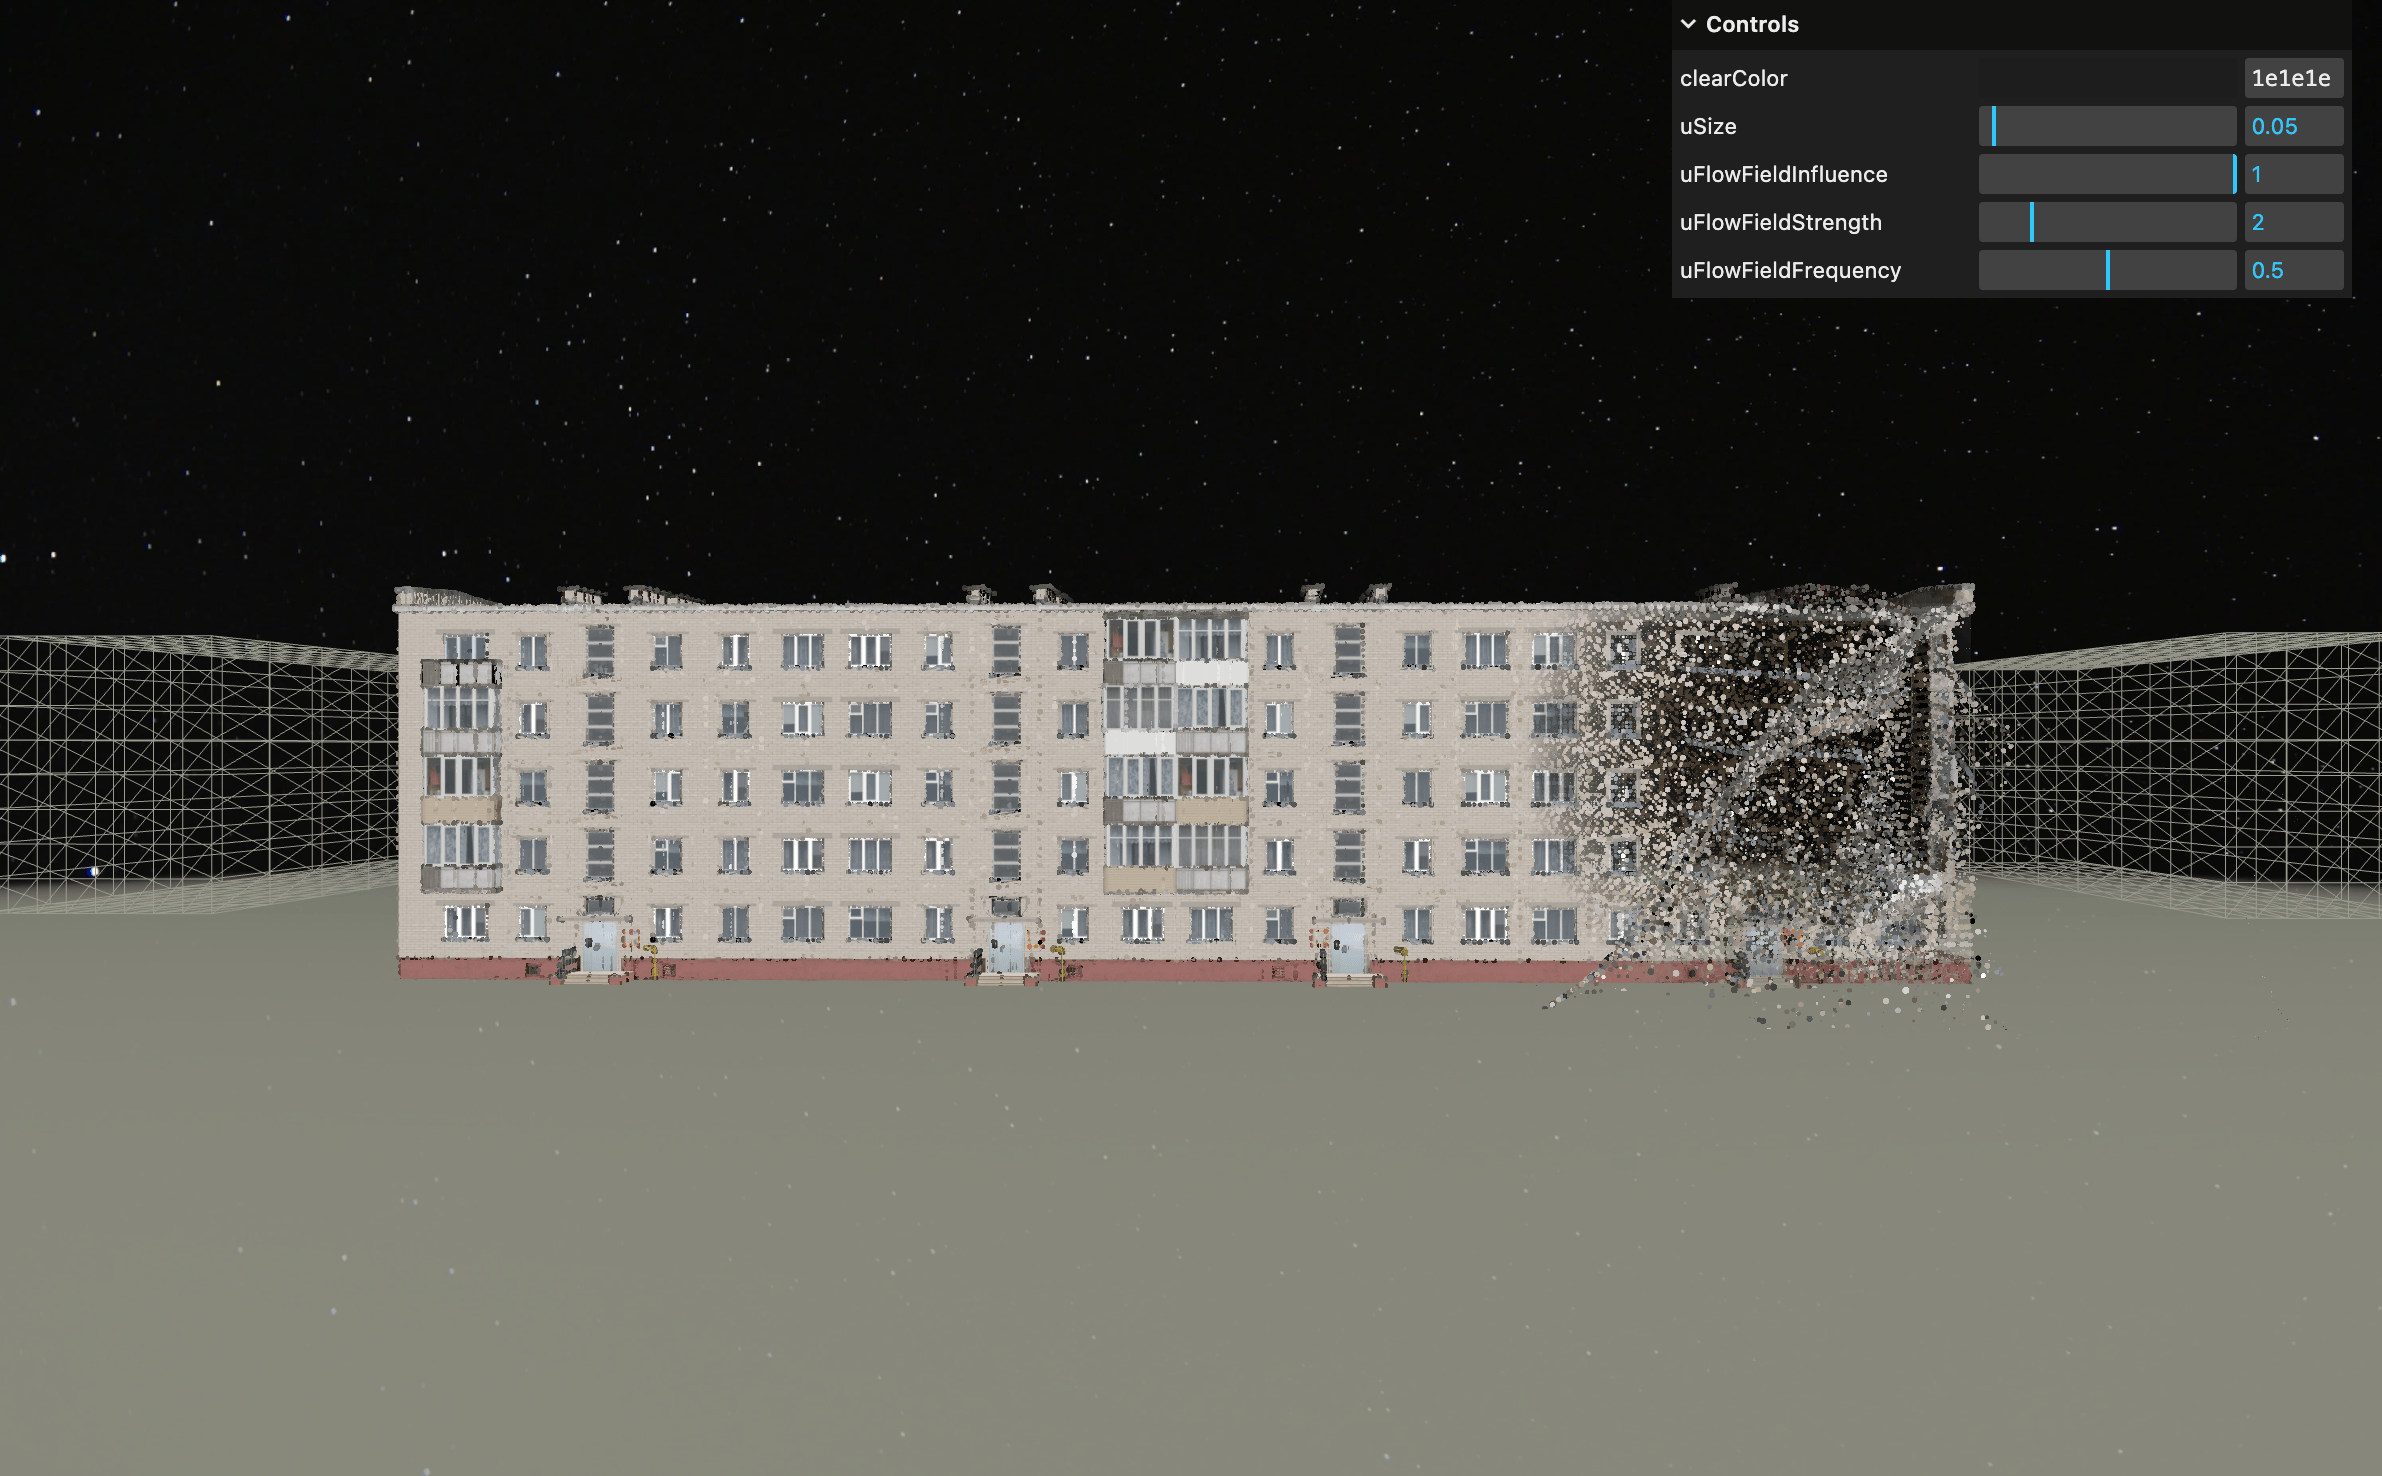 Controls
clearColor 1e1e1e
uSize 0.05
uFlowFieldInfluence 1
uFlowFieldStrength 2
uFlowFieldFrequency 0.5